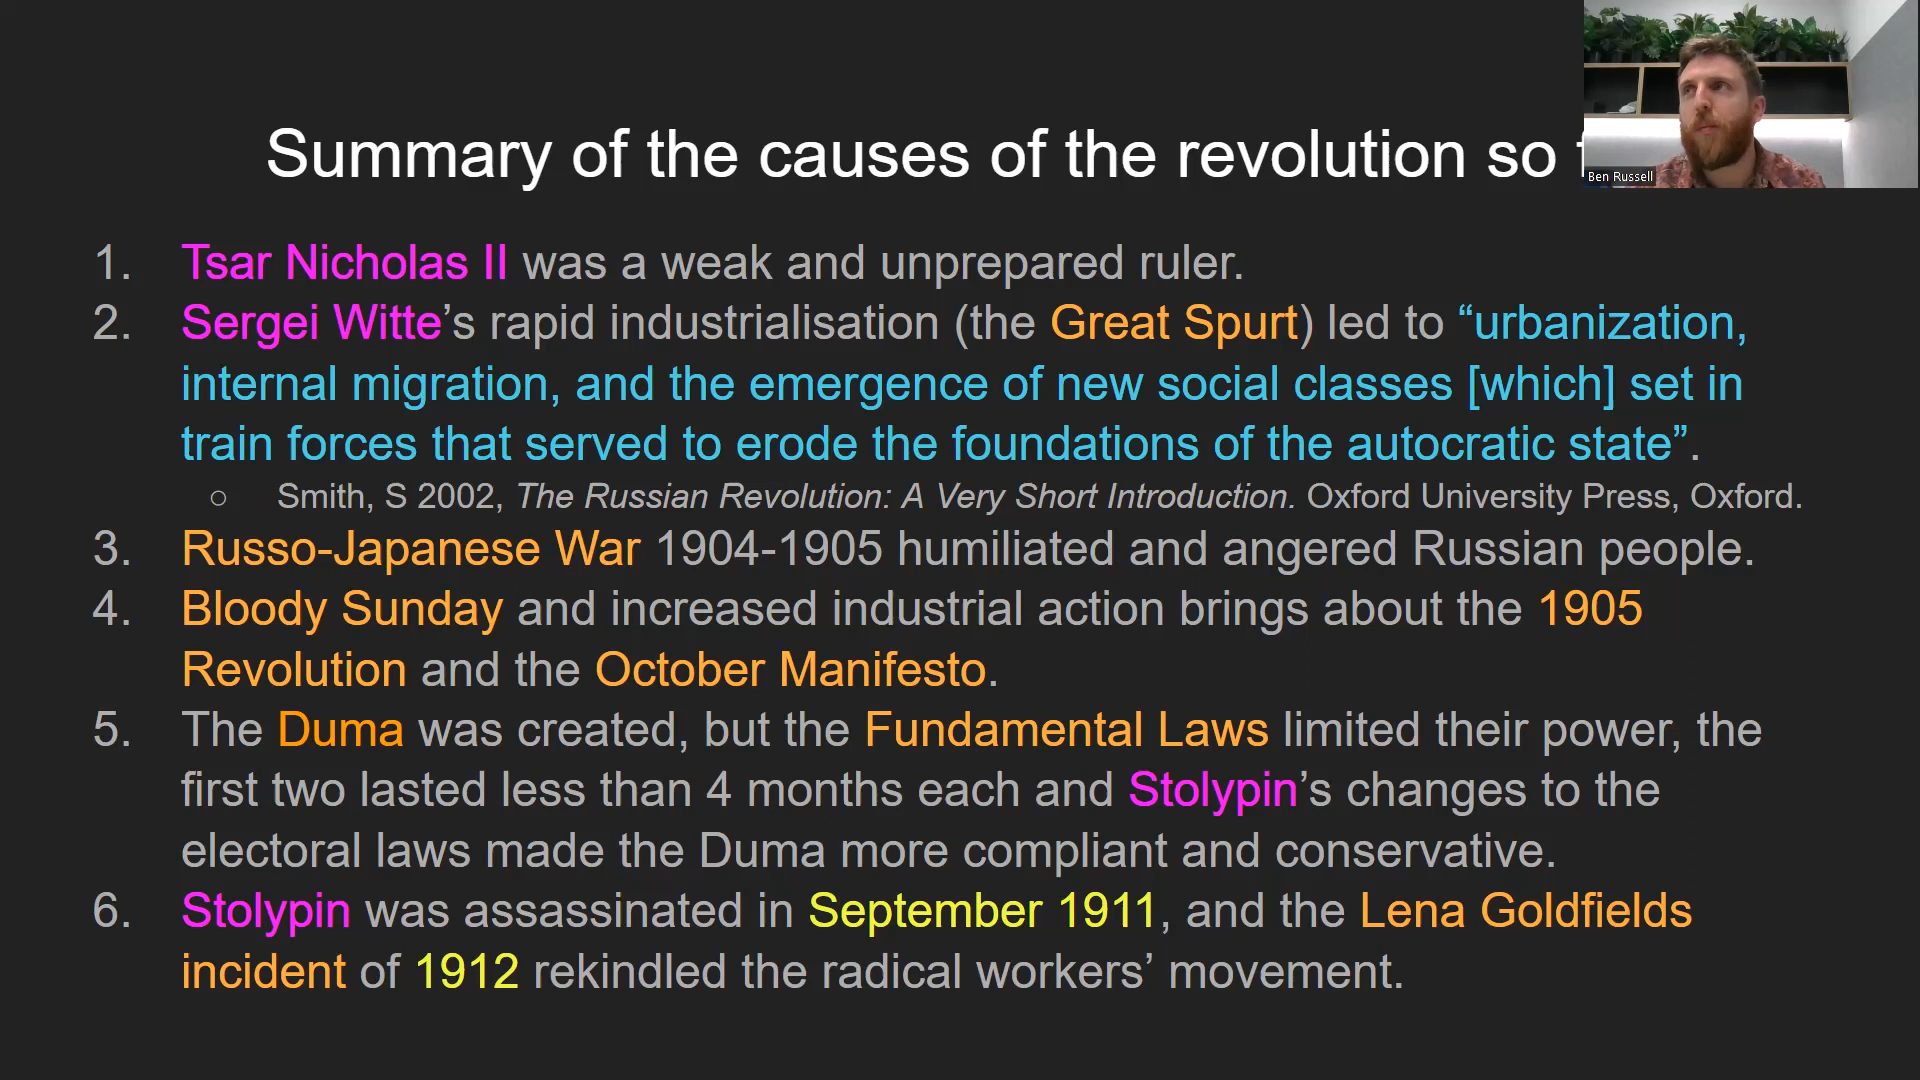 Summary of the causes of the revolution so
Ben Russell
1. Tsar Nicholas II was a weak and unprepared ruler.
2. Sergei Witte’s rapid industrialisation (the Great Spurt) led to “urbanization,
internal migration, and the emergence of new social classes [which] set in
train forces that served to erode the foundations of the autocratic state”.
○ Smith, S 2002, The Russian Revolution: A Very Short Introduction. Oxford University Press, Oxford.
3. Russo-Japanese War 1904-1905 humiliated and angered Russian people.
4. Bloody Sunday and increased industrial action brings about the 1905
Revolution and the October Manifesto.
5. The Duma was created, but the Fundamental Laws limited their power, the
first two lasted less than 4 months each and Stolypin’s changes to the
electoral laws made the Duma more compliant and conservative.
6. Stolypin was assassinated in September 1911, and the Lena Goldfields
incident of 1912 rekindled the radical workers’ movement.